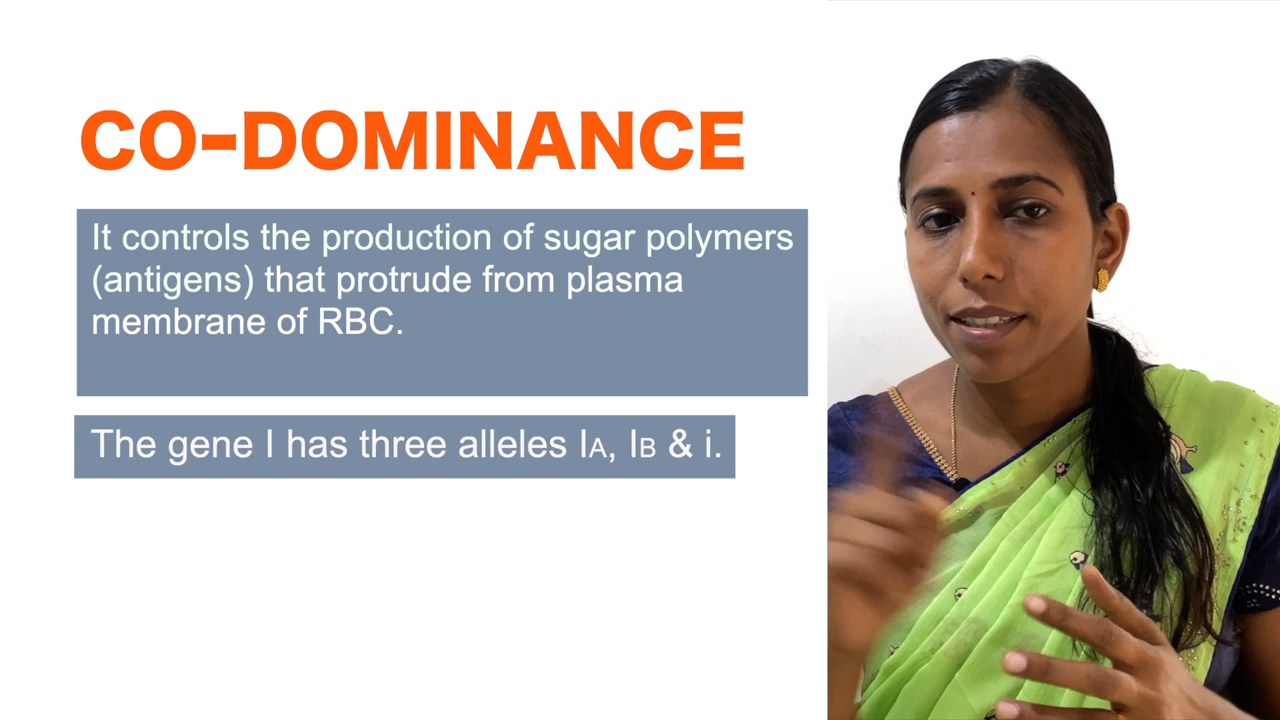 CO-DOMINANCE
It controls the production of sugar polymers
(antigens) that protrude from plasma
membrane of RBC.
The gene I has three alleles IA, IB & i.